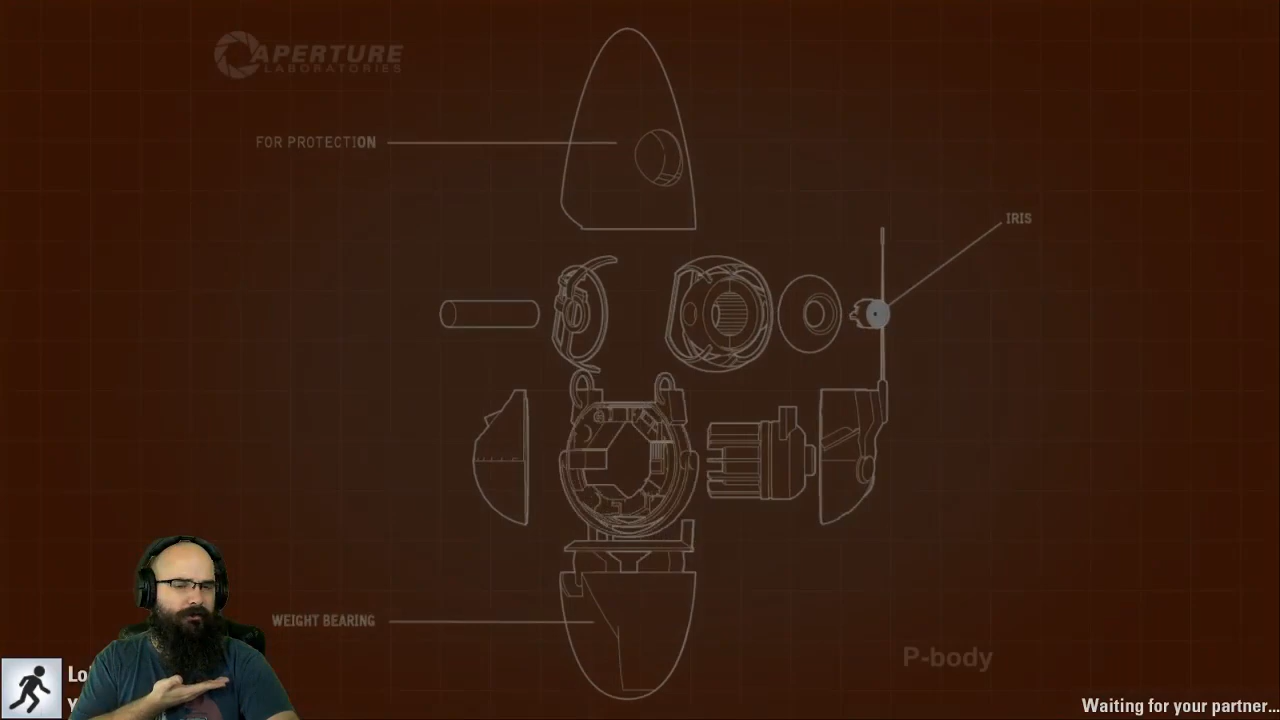 APERTURE
LABORATORIES
FOR PROTECTION
IRIS
WEIGHT BEARING
P-body
Waiting for your partner...